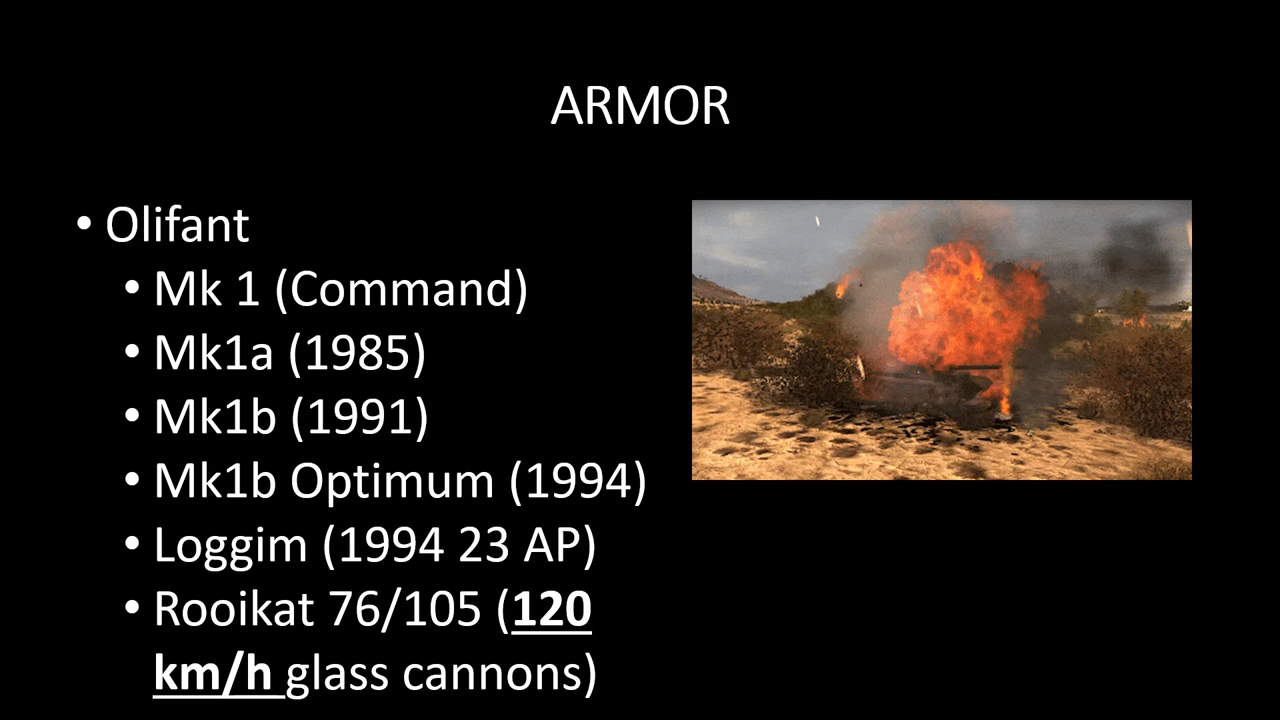 ARMOR
• Olifant
• Mk 1 (Command)
• Mk1a (1985)
• Mk1b (1991)
• Mk1b Optimum (1994)
• Loggim (1994 23 AP)
• Rooikat 76/105 (120
km/h glass cannons)